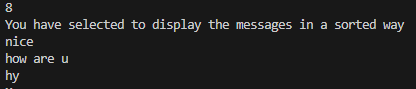 8
You have selected to display the messages in a sorted way
nice
how are u
hy